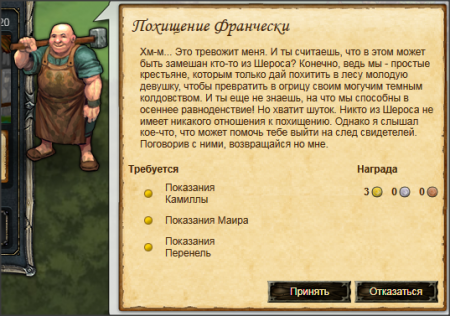 20
Похищение Франчески
Хм-м... Это тревожит меня. И ты считаешь, что в этом может
быть замешан кто-то из Шероса? Конечно, ведь мы - простые
крестьяне, которым только дай похитить в лесу молодую
девушку, чтобы превратить в огрицу своим могучим темным
колдовством. И ты еще не знаешь, на что мы способны в
осеннее равноденствие! Но хватит шуток. Никто из Шероса не
имеет никакого отношения к похищению. Однако я слышал
кое-что, что может помочь тебе выйти на след свидетелей.
Поговорив с ними, возвращайся но мне.
Требуется Награда
Показания
Камиллы
3 0 0
Показания Маира
Показания
Перенель
Принять Отказаться